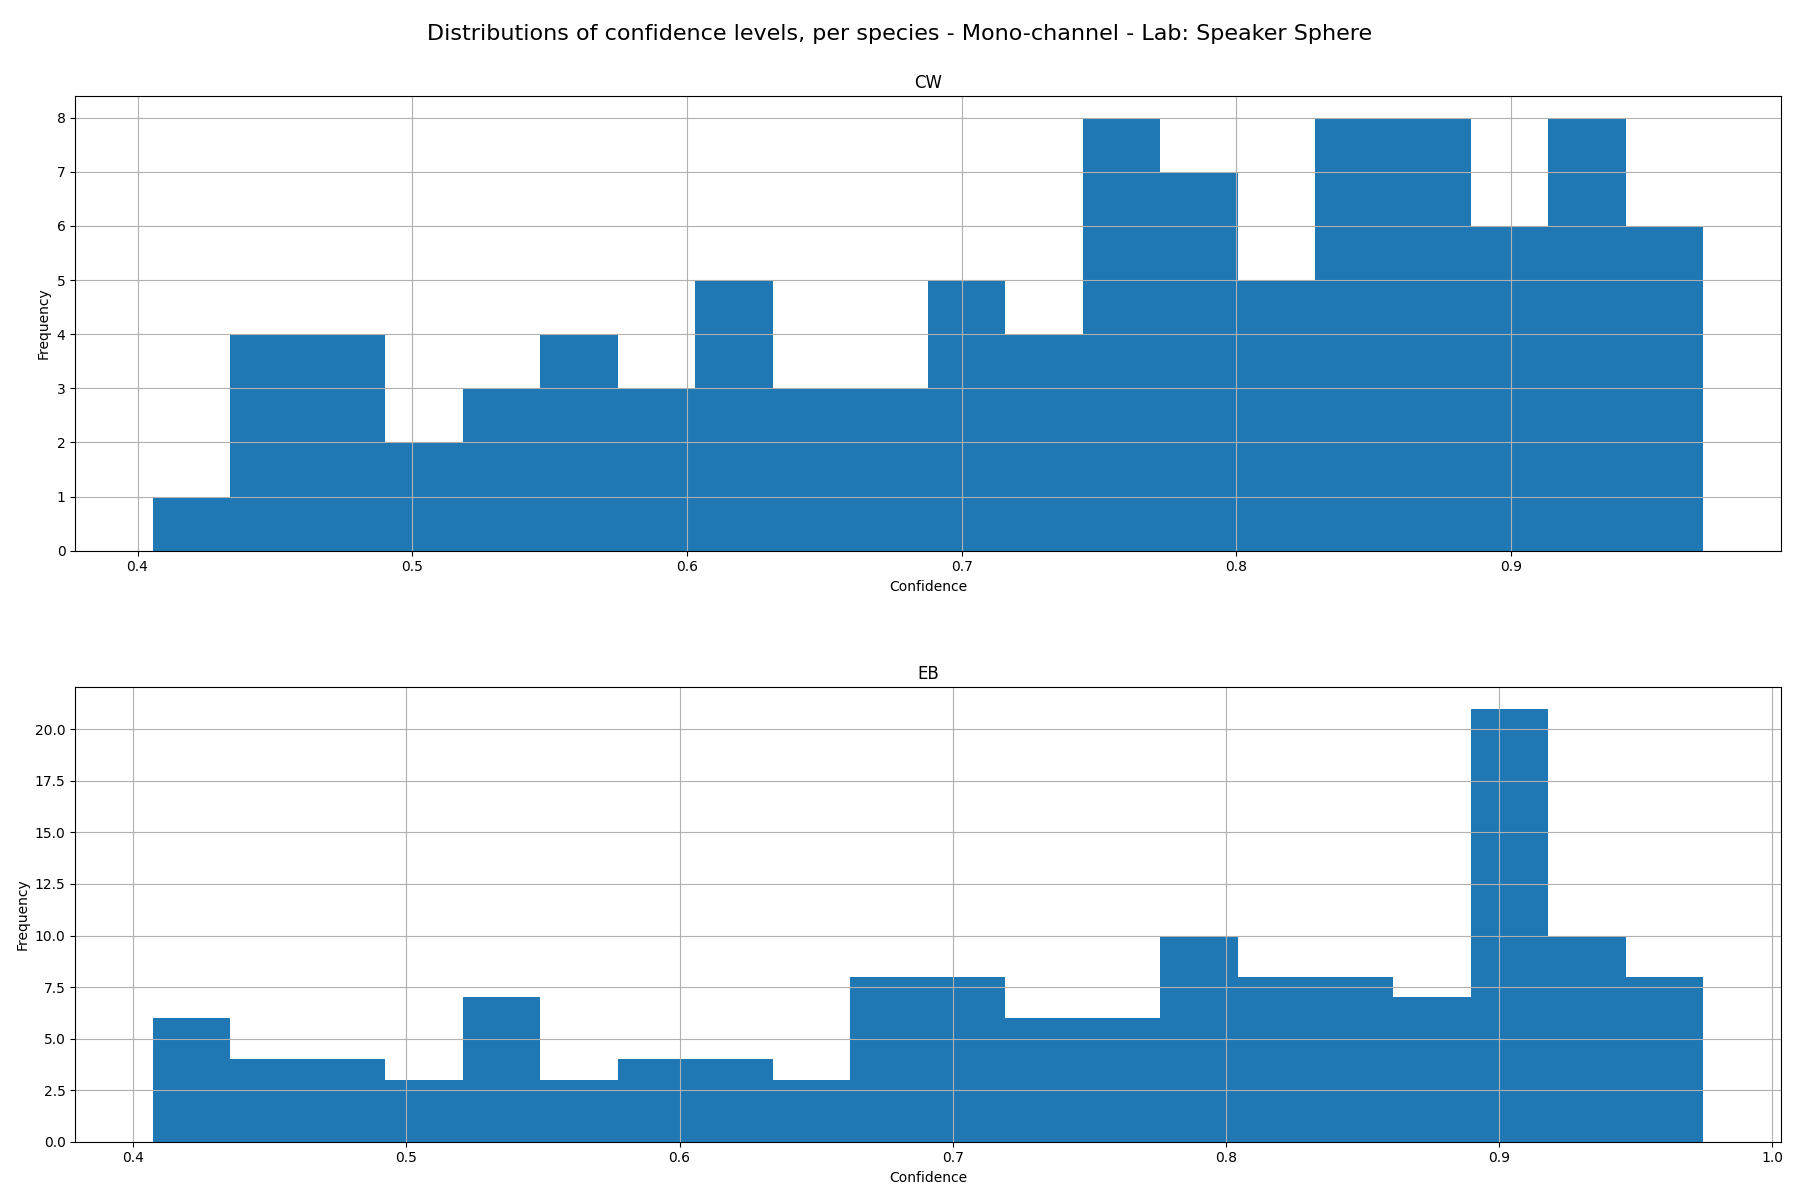 Distributions of confidence levels, per species - Mono-channel - Lab: Speaker Sphere
CW
8
7
6
5
4
3
2
1
0
Frequency
0.4 0.5 0.6 0.7 0.8 0.9
Confidence
EB
20.0
17.5
15.0
12.5
10.0
7.5
5.0
2.5
0.0
Frequency
0.4 0.5 0.6 0.7 0.8 0.9 1.0
Confidence